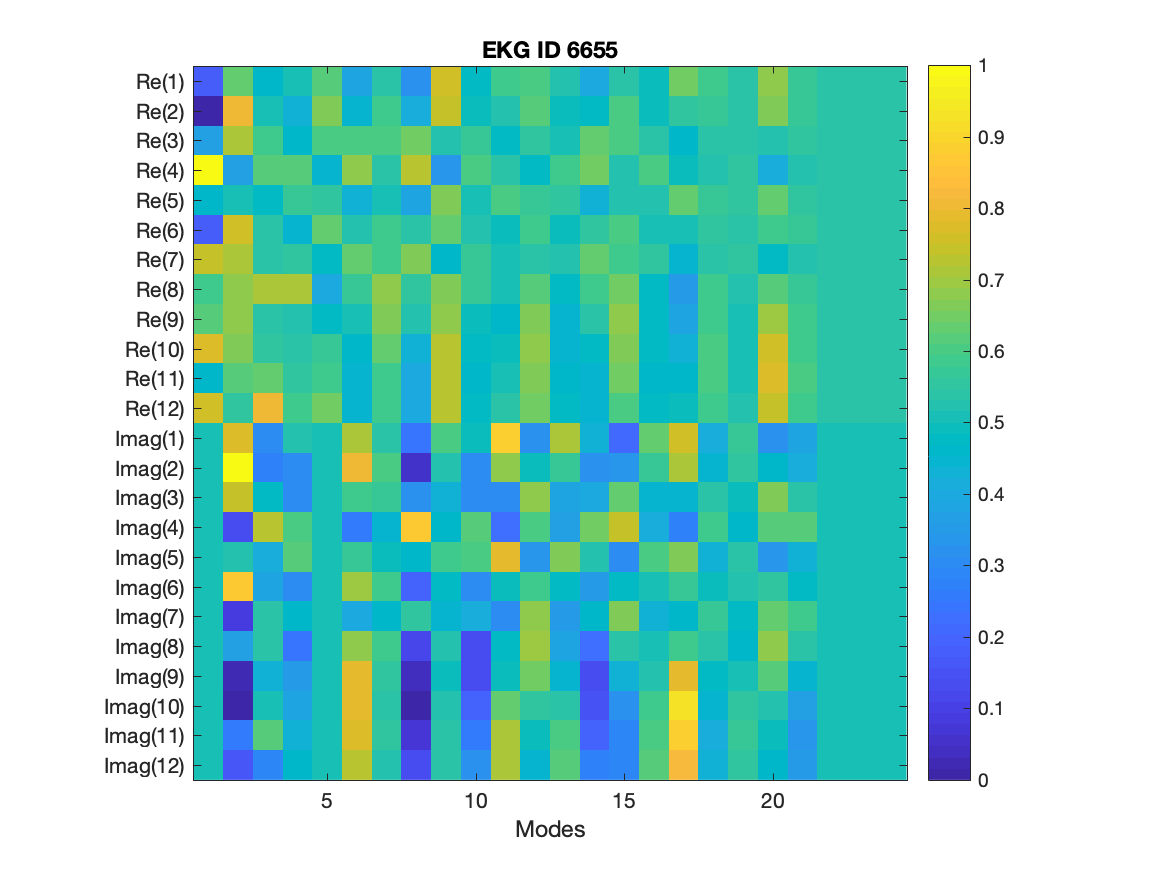 EKG ID 6655
Re(1)
Re(2)
Re(3)
Re(4)
Re(5)
Re(6)
Re(7)
Re(8)
Re(9)
Re(10)
Re(11)
Re(12)
Imag(1)
Imag(2)
Imag(3)
Imag(4)
Imag(5)
Imag(6)
Imag(7)
Imag(8)
Imag(9)
Imag(10)
Imag(11)
Imag(12)
5 10 15 20
Modes
1
0.9
0.8
0.7
0.6
0.5
0.4
0.3
0.2
0.1
0